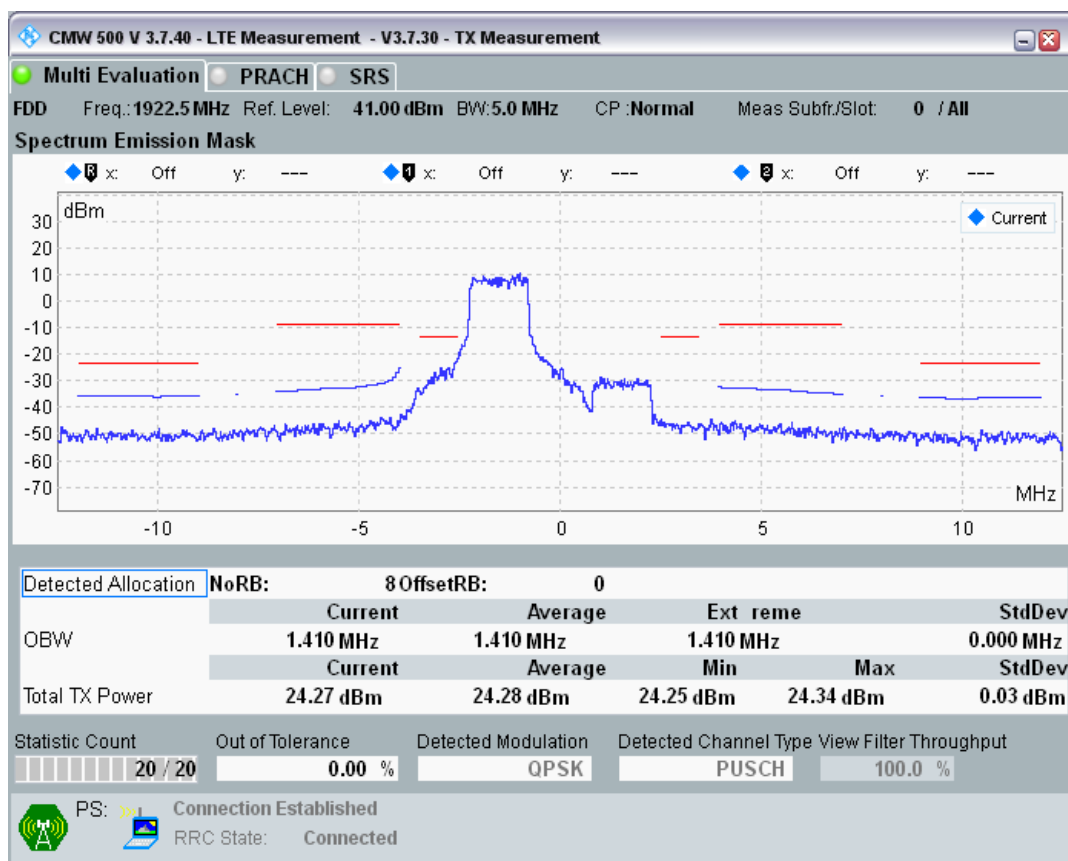 CMW 500 V 3.7.40 - LTE Measurement - V3.7.30 - TX Measurement
Multi Evaluation PRACH SRS
FDD Freq.:1922.5 MHz Ref. Level: 41.00 dBm BW:5.0 MHz CP :Normal Meas Subfr./Slot: 0 / All
Spectrum Emission Mask
R x: Off y: --- 1 x: Off y: --- 2 x: Off y: ---
dBm
Current
30
20
10
0
-10
-20
-30
-40
-50
-60
-70
MHz
-10 -5 0 5 10
Detected Allocation NoRB: 8 OffsetRB: 0
Current Average Ext reme StdDev
OBW 1.410 MHz 1.410 MHz 1.410 MHz 0.000 MHz
Current Average Min Max StdDev
Total TX Power 24.27 dBm 24.28 dBm 24.25 dBm 24.34 dBm 0.03 dBm
Statistic Count Out of Tolerance Detected Modulation Detected Channel Type View Filter Throughput
20 / 20 0.00 % QPSK PUSCH 100.0 %
PS: Connection Established
RRC State: Connected